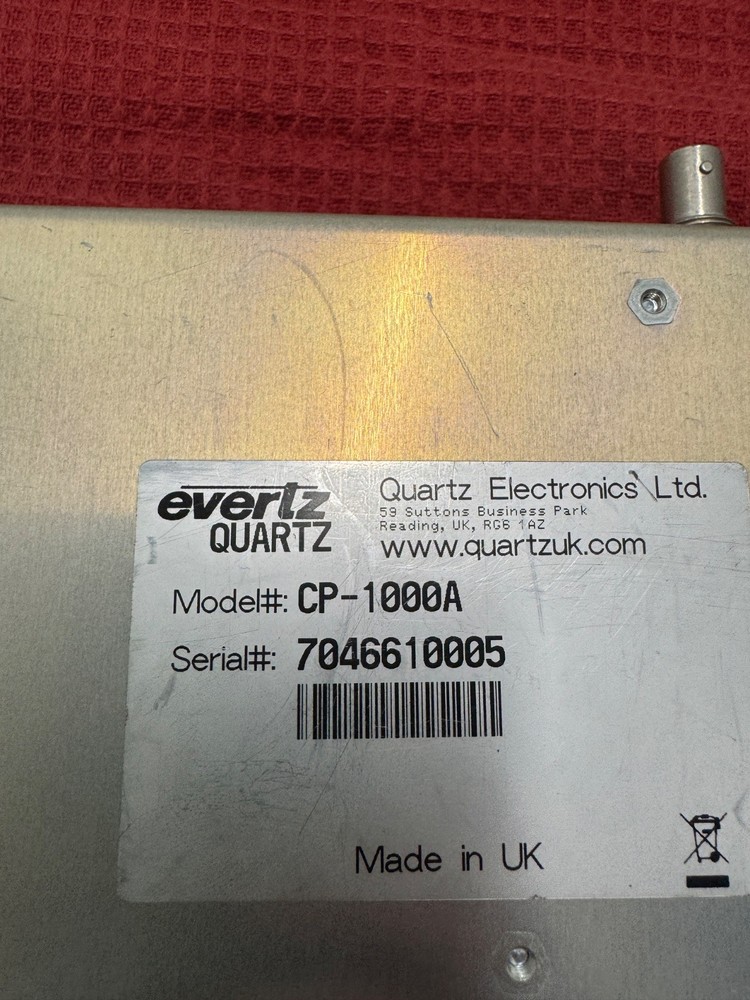 evertz
QUARTZ
Quartz Electronics Ltd.
59 Suttons Business Park
Reading, UK, RG6 1AZ
www.quartzuk.com
Model#: CP-1000A
Serial#: 7046610005
Made in UK